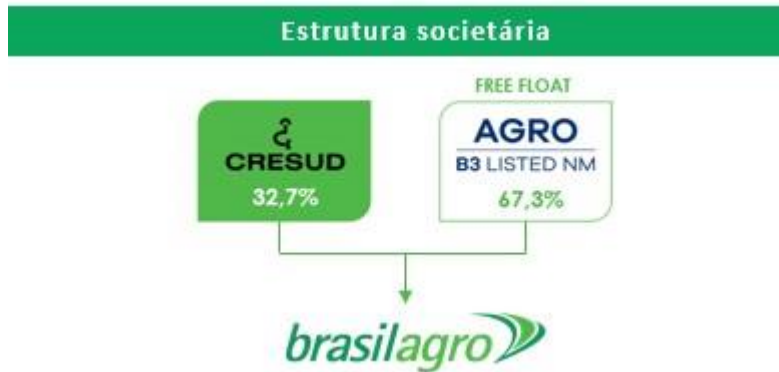 Estrutura societária
FREE FLOAT
CRESUD
32,7%
AGRO
B3 LISTED NM
67,3%
brasilagro